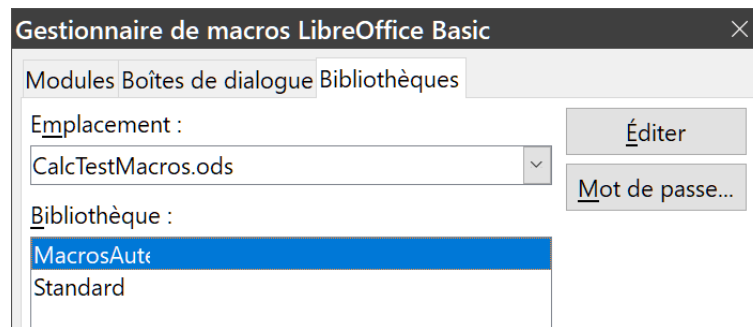 Gestionnaire de macros LibreOffice Basic
Modules Boîtes de dialogue Bibliothèques
Emplacement :
Éditer
CalcTestMacros.ods
Mot de passe...
Bibliothèque :
Standard